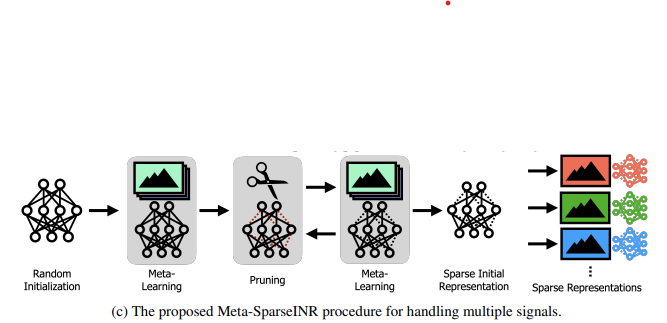 Random
Initialization
Meta-
Learning
Pruning
Meta-
Learning
Sparse Initial
Representation
Sparse Representations
(c) The proposed Meta-SparseINR procedure for handling multiple signals.